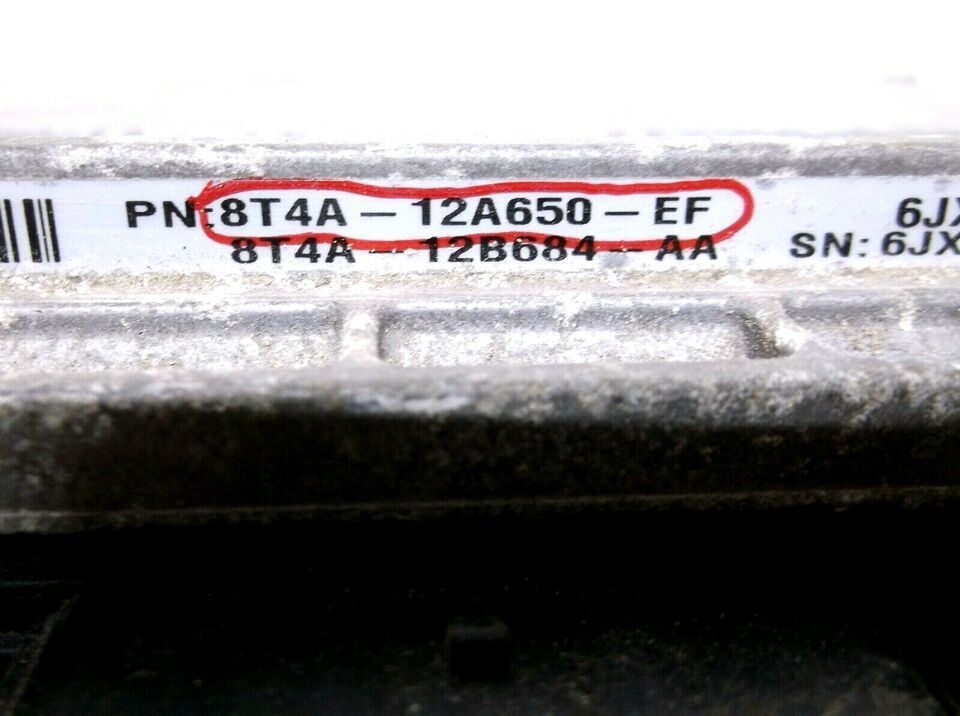 PN: 8T4A-12A650-EF 6JX
8T4A-12B684-AA SN: 6JX